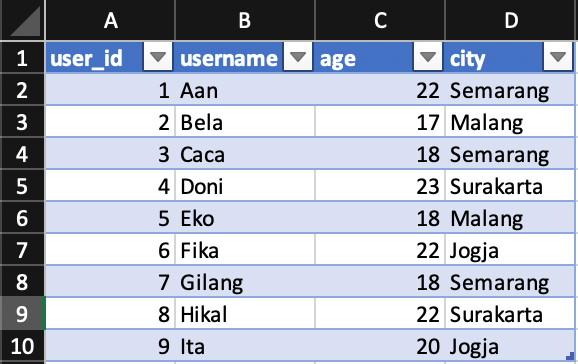 A B C D
1 user_id username age city
2 1 Aan 22 Semarang
3 2 Bela 17 Malang
4 3 Caca 18 Semarang
5 4 Doni 23 Surakarta
6 5 Eko 18 Malang
7 6 Fika 22 Jogja
8 7 Gilang 18 Semarang
9 8 Hikal 22 Surakarta
10 9 Ita 20 Jogja